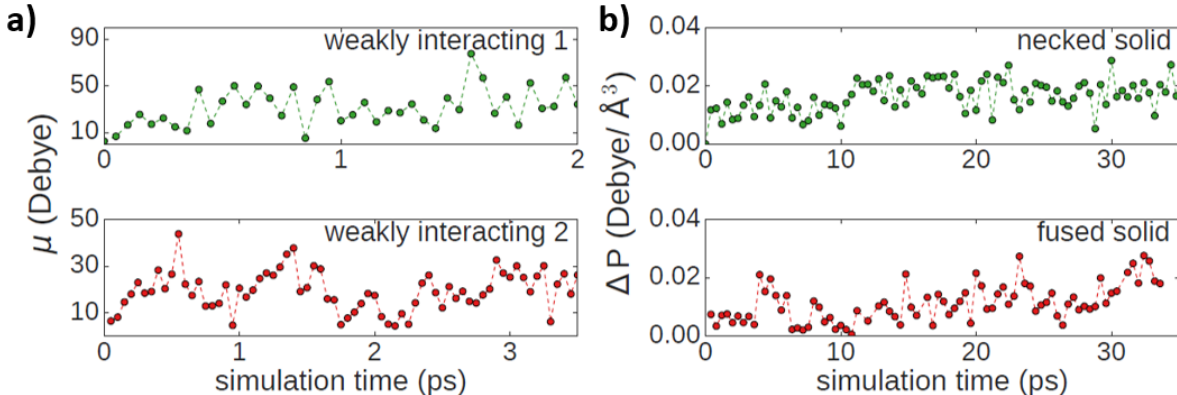 a)
90
50
10
weakly interacting 1
0
1
2
μ (Debye)
50
30
10
weakly interacting 2
0
1
2
3
simulation time (ps)
b)
0.04
0.02
0.00
necked solid
0
10
20
30
Δ P (Debye/ Å³)
0.04
0.02
0.00
fused solid
0
10
20
30
simulation time (ps)